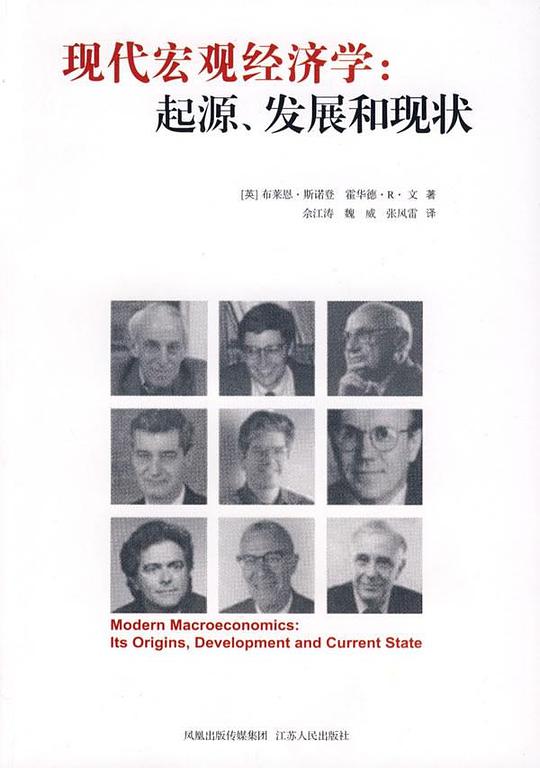 现代宏观经济学：
起源、发展和现状
[英] 布莱恩·斯诺登 霍华德·R·文 著
佘江涛 魏 威 张风雷 译
Modern Macroeconomics:
Its Origins, Development and Current State
凤凰出版传媒集团 江苏人民出版社